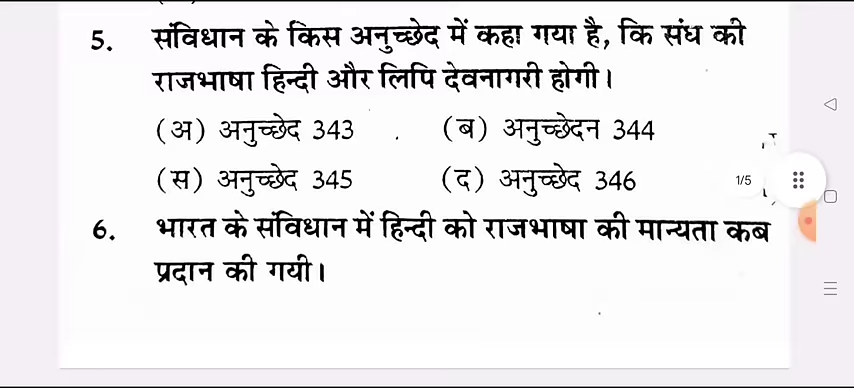 5. संविधान के किस अनुच्छेद में कहा गया है, कि संध की
राजभाषा हिन्दी और लिपि देवनागरी होगी।
(अ) अनुच्छेद 343 (ब) अनुच्छेदन 344
(स) अनुच्छेद 345 (द) अनुच्छेद 346
1/5
6. भारत के संविधान में हिन्दी को राजभाषा की मान्यता कब
प्रदान की गयी।